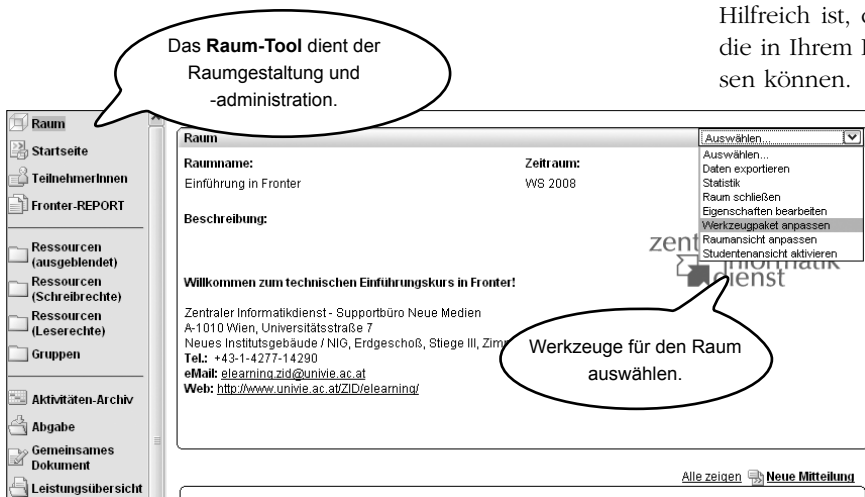 Hilfreich ist,
die in Ihrem
sen können.
Das Raum-Tool dient der
Raumgestaltung und
-administration.
Raum
Startseite
TeilnehmerInnen
Fronter-REPORT
Ressourcen
(ausgeblendet)
Ressourcen
(Schreibrechte)
Ressourcen
(Leserechte)
Gruppen
Aktivitäten-Archiv
Abgabe
Gemeinsames
Dokument
Leistungsübersicht
Raum
Auswählen...
Raumname:
Zeitraum:
Einführung in Fronter
WS 2008
Beschreibung:
Auswählen...
Daten exportieren
Statistik
Raum schließen
Eigenschaften bearbeiten
Werkzeugpaket anpassen
Raumansicht anpassen
Studentenansicht aktivieren
zent
informatik
dienst
Willkommen zum technischen Einführungskurs in Fronter!
Zentraler Informatikdienst - Supportbüro Neue Medien
A-1010 Wien, Universitätsstraße 7
Neues Institutsgebäude / NIG, Erdgeschoß, Stiege III,
Tel.: +43-1-4277-14290
eMail: elearning.zid@univie.ac.at
Web: http://www.univie.ac.at/ZID/elearning/
Werkzeuge für den Raum
auswählen.
Alle zeigen Neue Mitteilung